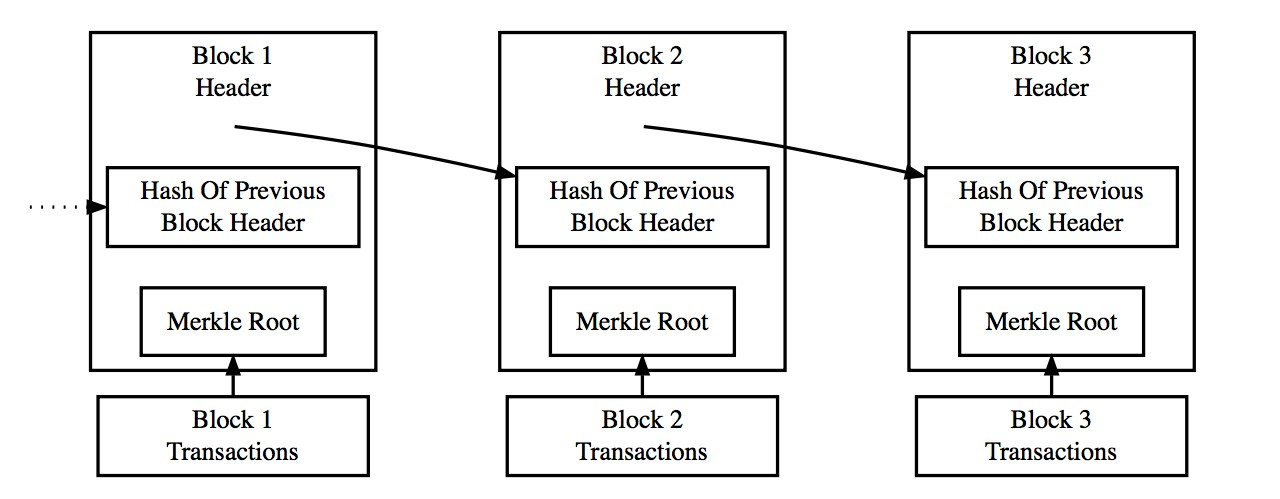 Block 1
Header
Hash Of Previous
Block Header
Merkle Root
Block 1
Transactions
Block 2
Header
Hash Of Previous
Block Header
Merkle Root
Block 2
Transactions
Block 3
Header
Hash Of Previous
Block Header
Merkle Root
Block 3
Transactions